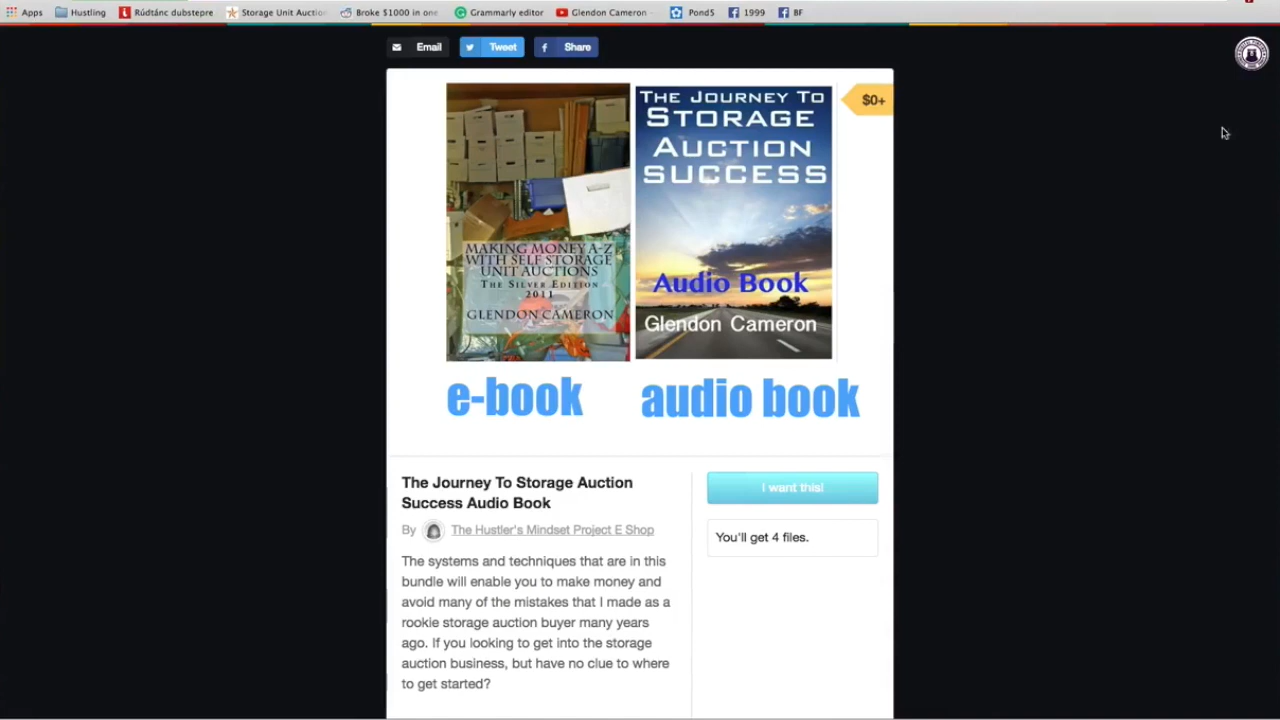 Apps
Hustling
Rúdtánc dubstepre
Storage Unit Auction
Broke $1000 in one
Grammarly editor
Glendon Cameron -
Pond5
1999
BF
Email
Tweet
Share
$0+
MAKING MONEY A-Z
WITH SELF STORAGE
UNIT AUCTIONS
THE SILVER EDITION
2011
GLENDON CAMERON
THE JOURNEY TO
STORAGE
AUCTION
SUCCESS
Audio Book
Glendon Cameron
e-book
audio book
The Journey To Storage Auction
Success Audio Book
By The Hustler's Mindset Project E Shop
The systems and techniques that are in this
bundle will enable you to make money and
avoid many of the mistakes that I made as a
rookie storage auction buyer many years
ago. If you looking to get into the storage
auction business, but have no clue to where
to get started?
I want this!
You'll get 4 files.